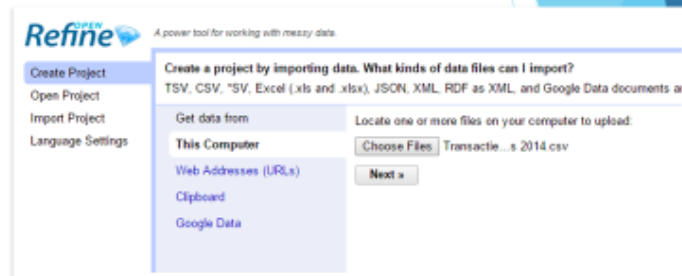 OPEN
Refine A power tool for working with messy data.
Create Project
Open Project
Import Project
Language Settings
Create a project by importing data. What kinds of data files can I import?
TSV, CSV, *SV, Excel (.xls and .xlsx), JSON, XML, RDF as XML, and Google Data documents a
Get data from
This Computer
Web Addresses (URLs)
Clipboard
Google Data
Locate one or more files on your computer to upload:
Choose Files Transactie...s 2014.csv
Next »